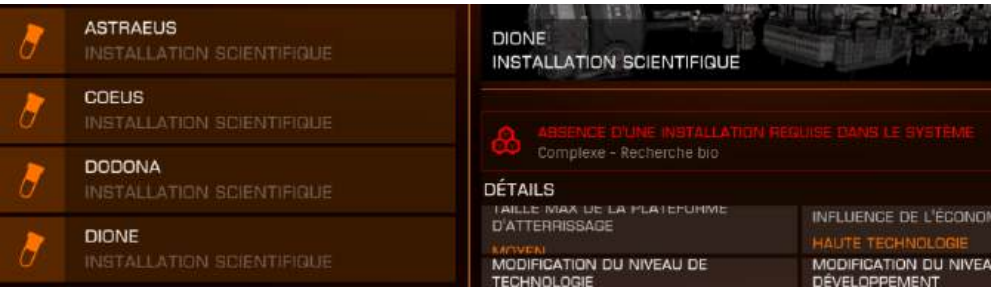 ASTRAEUS
INSTALLATION SCIENTIFIQUE
COEUS
INSTALLATION SCIENTIFIQUE
DODONA
INSTALLATION SCIENTIFIQUE
DIONE
INSTALLATION SCIENTIFIQUE
DIONE
INSTALLATION SCIENTIFIQUE
ABSENCE D'UNE INSTALLATION REQUISE DANS LE SYSTÈME
Complexe - Recherche bio
DÉTAILS
TAILLE MAX DE LA PLATEFORME
D'ATTERRISSAGE
MOYEN
INFLUENCE DE L'ÉCONOM
HAUTE TECHNOLOGIE
MODIFICATION DU NIVEAU DE
TECHNOLOGIE
MODIFICATION DU NIVEA
DÉVELOPPEMENT